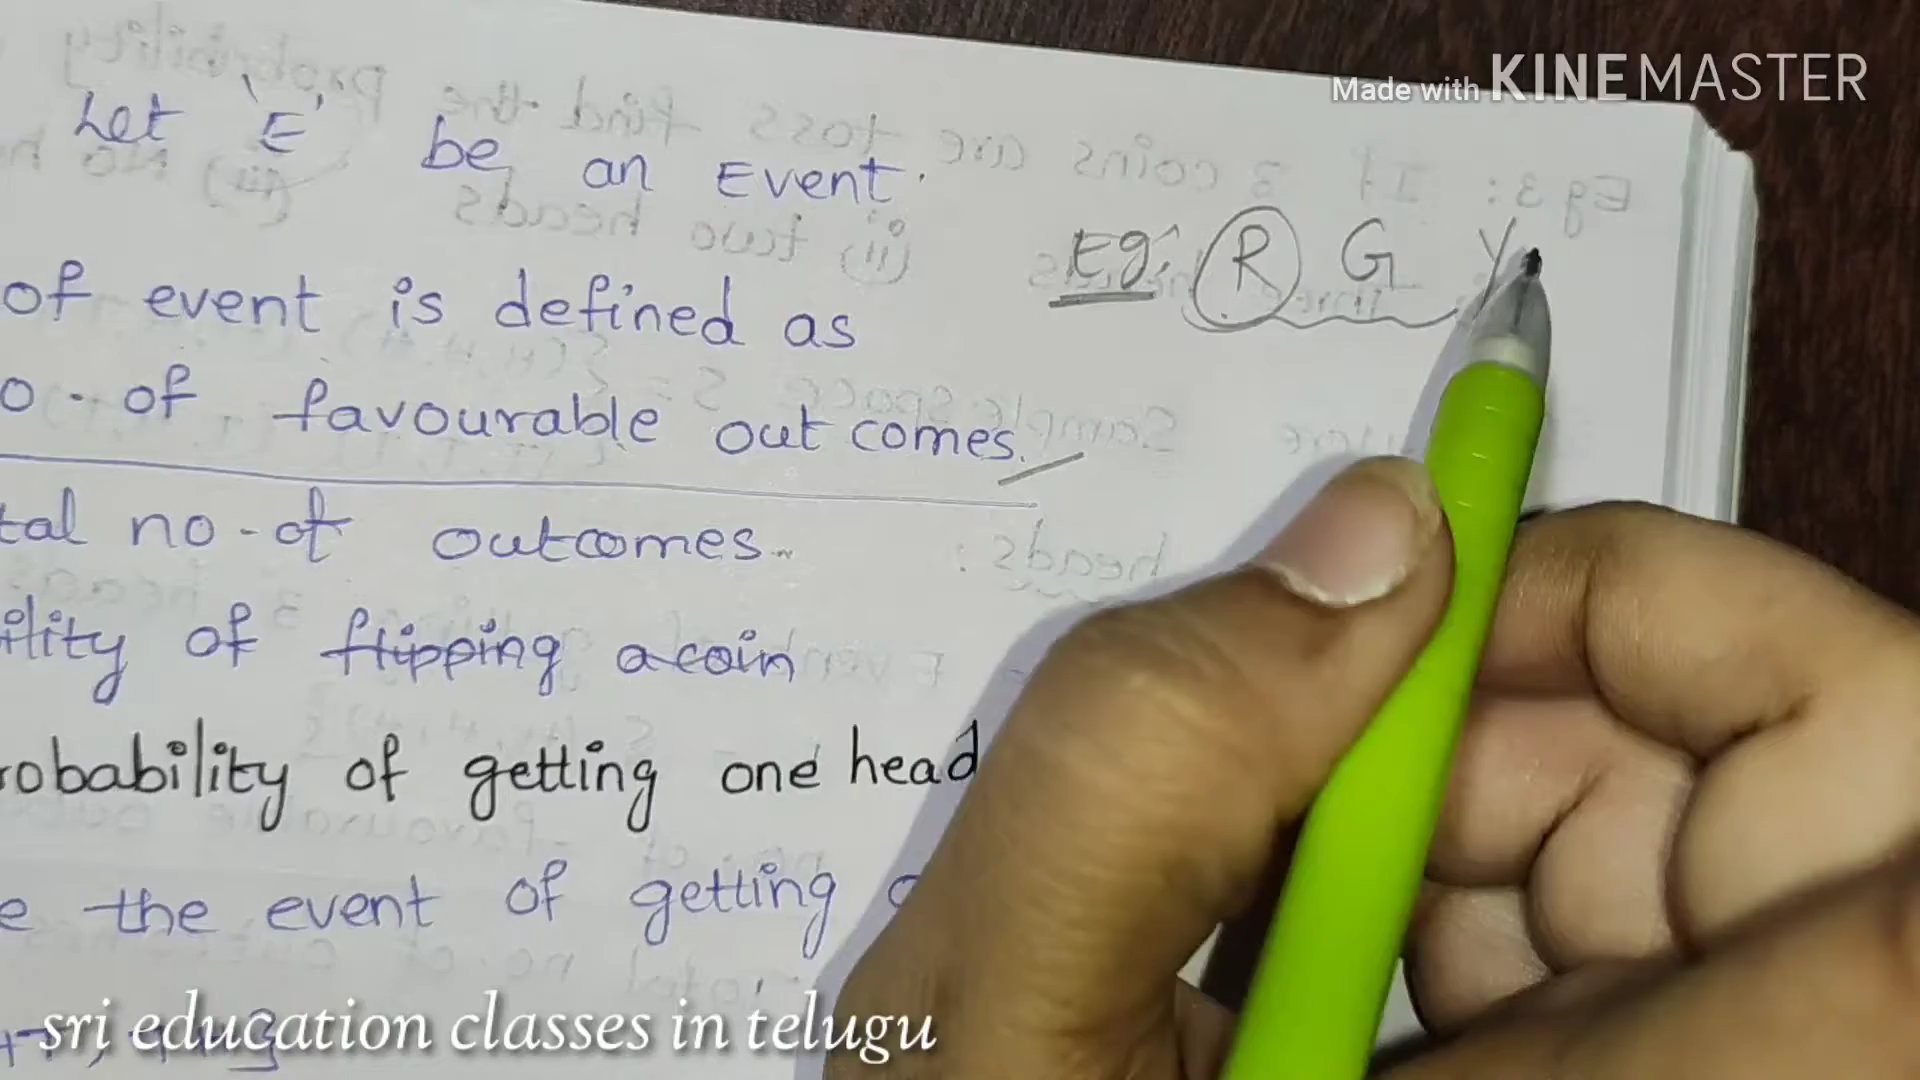 Made with KINEMASTER
Let 'E' be an Event.
Eg: R G Y
of event is defined as
o. of favourable out comes.
tal no. of outcomes.
ility of flipping a coin
robability of getting one head
e the event of getting
sri education classes in telugu